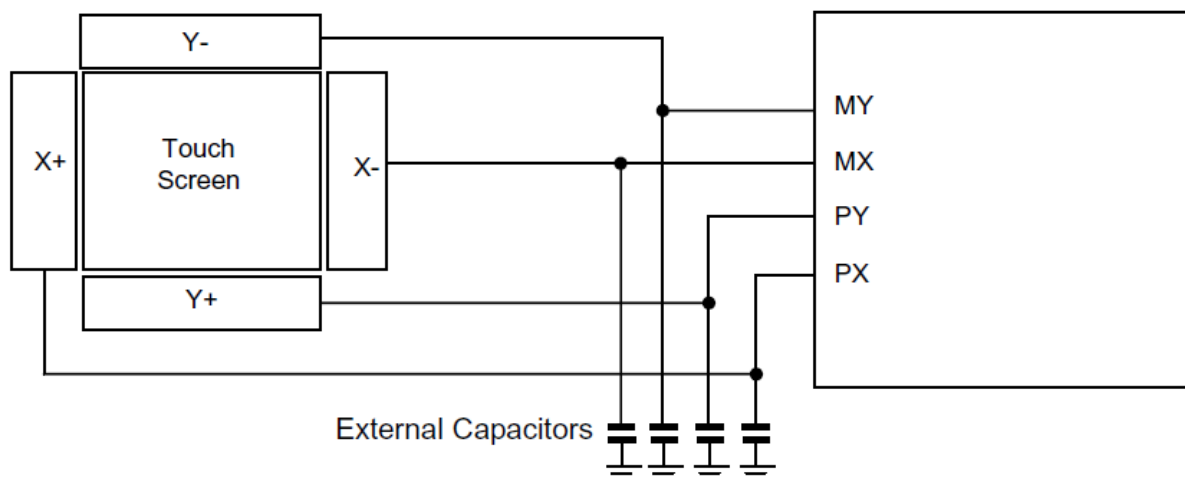 Y-
MY
Touch
Screen
X+
X-
MX
PY
PX
Y+
External Capacitors